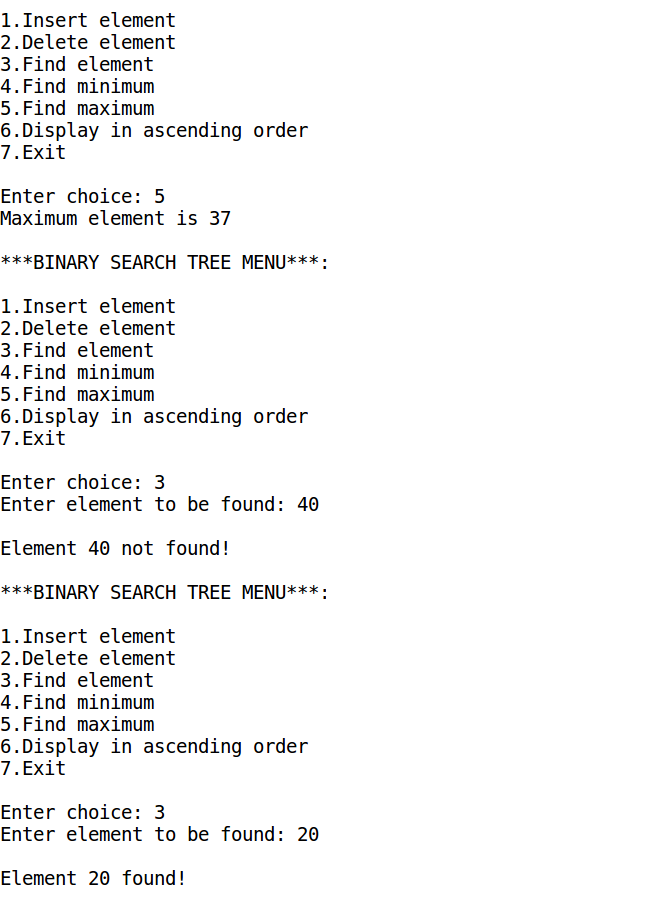 1.Insert element
2.Delete element
3.Find element
4.Find minimum
5.Find maximum
6.Display in ascending order
7.Exit
Enter choice: 5
Maximum element is 37
***BINARY SEARCH TREE MENU***:
1.Insert element
2.Delete element
3.Find element
4.Find minimum
5.Find maximum
6.Display in ascending order
7.Exit
Enter choice: 3
Enter element to be found: 40
Element 40 not found!
***BINARY SEARCH TREE MENU***:
1.Insert element
2.Delete element
3.Find element
4.Find minimum
5.Find maximum
6.Display in ascending order
7.Exit
Enter choice: 3
Enter element to be found: 20
Element 20 found!